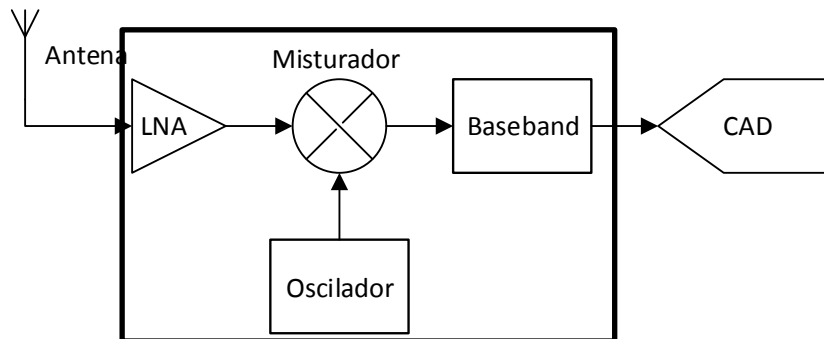 Antena
Misturador
LNA
Baseband
CAD
Oscilador